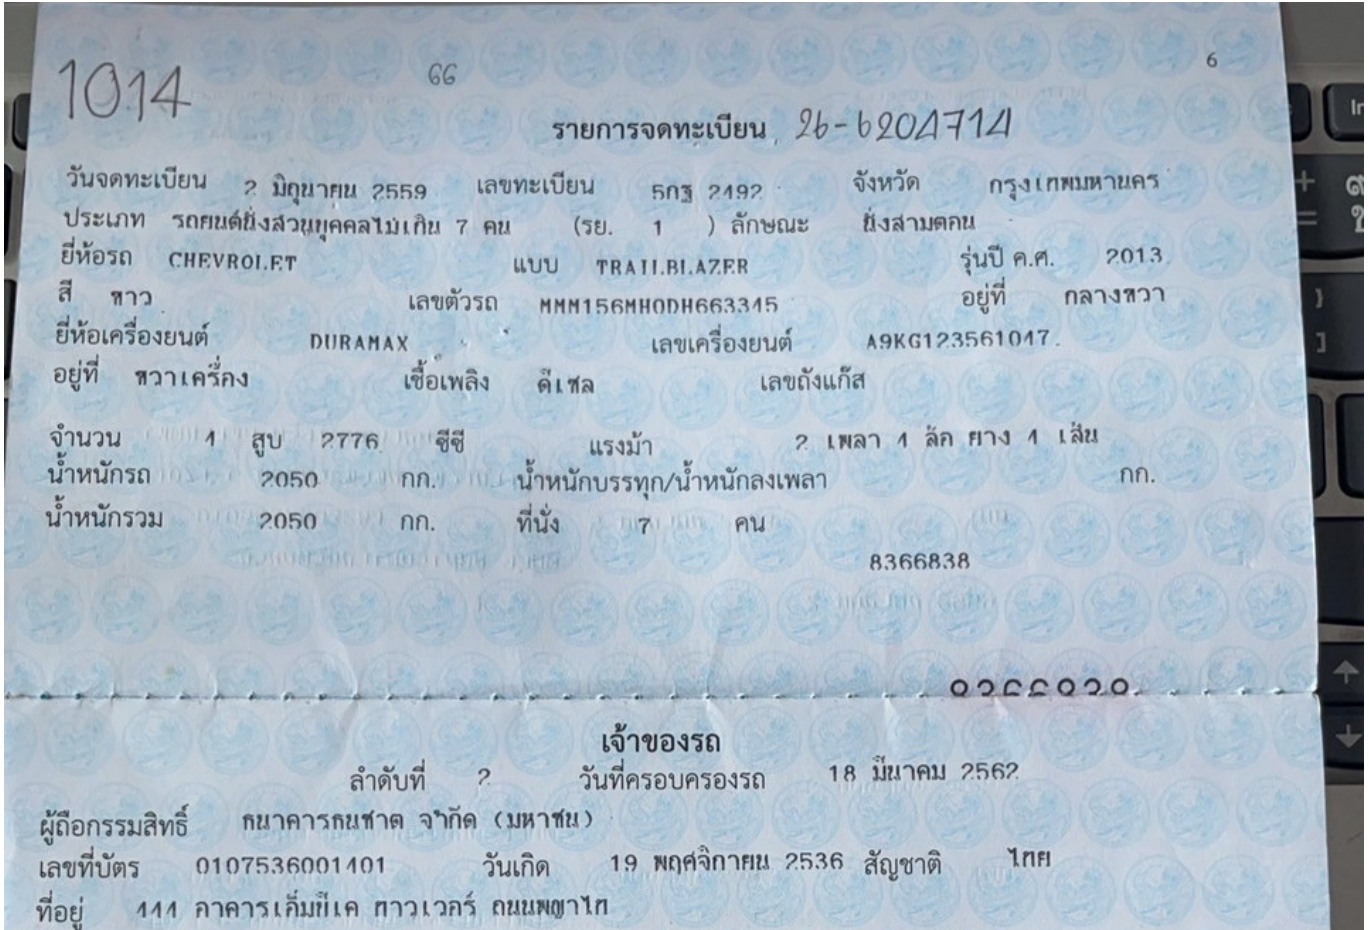 1014 66 6
รายการจดทะเบียน 26-6204714
วันจดทะเบียน 2 มิถุนายน 2559 เลขทะเบียน 5กฐ 2492 จังหวัด กรุงเทพมหานคร
ประเภท รถยนต์นั่งส่วนบุคคลไม่เกิน 7 คน (รย. 1 ) ลักษณะ นั่งสามตอน
ยี่ห้อรถ CHEVROLET แบบ TRAILBLAZER รุ่นปี ค.ศ. 2013
สี ขาว เลขตัวรถ MMM156MH0DH663345 อยู่ที่ กลางขวา
ยี่ห้อเครื่องยนต์ DURAMAX เลขเครื่องยนต์ A9KG123561047
อยู่ที่ ขวาเครื่อง เชื้อเพลิง ดีเซล เลขถังแก๊ส
จำนวน 4 สูบ 2776 ซีซี แรงม้า 2 เพลา 4 ล้อ ยาง 4 เส้น
น้ำหนักรถ 2050 กก. น้ำหนักบรรทุก/น้ำหนักลงเพลา กก.
น้ำหนักรวม 2050 กก. ที่นั่ง 7 คน
8366838
เจ้าของรถ
ลำดับที่ 2 วันที่ครอบครองรถ 18 มีนาคม 2562
ผู้ถือกรรมสิทธิ์ ธนาคารธนชาต จำกัด (มหาชน)
เลขที่บัตร 0107536001401 วันเกิด 19 พฤศจิกายน 2536 สัญชาติ ไทย
ที่อยู่ 444 อาคารเอ็มบีเค ทาวเวอร์ ถนนพญาไท